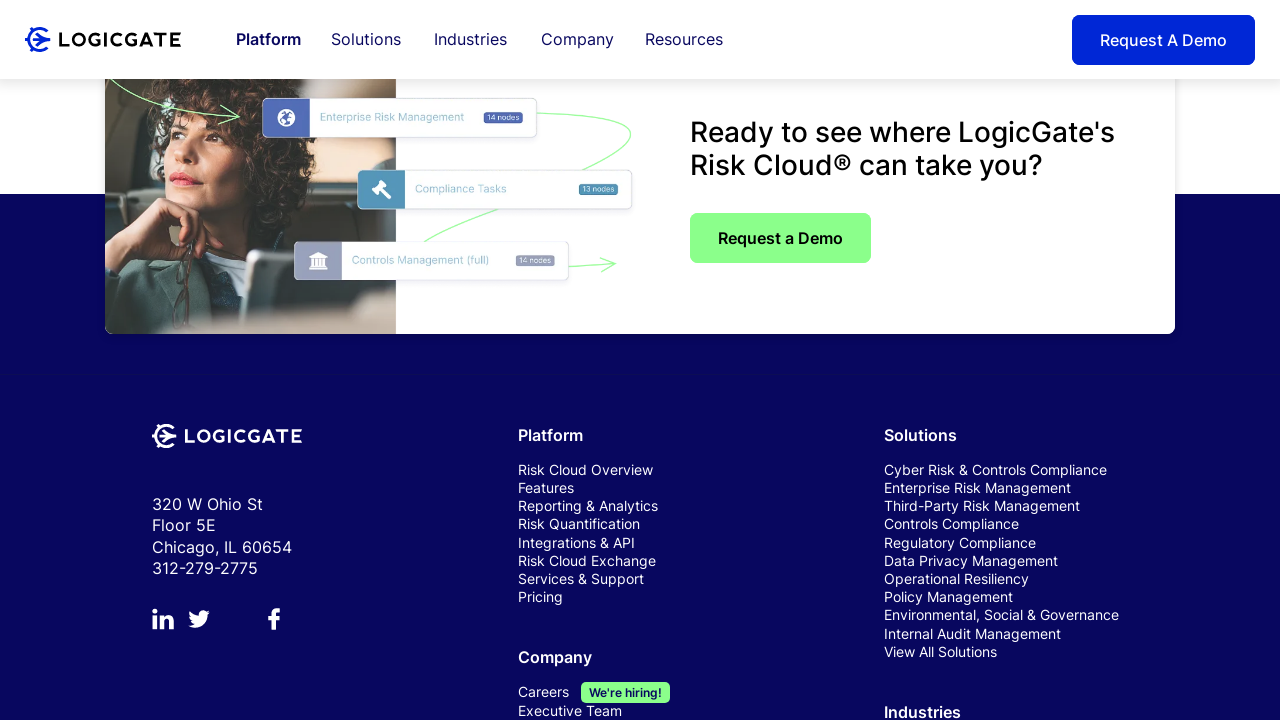 LOGICGATE
Platform
Solutions
Industries
Company
Resources
Request A Demo
Enterprise Risk Management
14 nodes
Compliance Tasks
13 nodes
Controls Management (full)
14 nodes
Ready to see where LogicGate's
Risk Cloud® can take you?
Request a Demo
LOGICGATE
320 W Ohio St
Floor 5E
Chicago, IL 60654
312-279-2775
Platform
Risk Cloud Overview
Features
Reporting & Analytics
Risk Quantification
Integrations & API
Risk Cloud Exchange
Services & Support
Pricing
Company
Careers We're hiring!
Executive Team
Solutions
Cyber Risk & Controls Compliance
Enterprise Risk Management
Third-Party Risk Management
Controls Compliance
Regulatory Compliance
Data Privacy Management
Operational Resiliency
Policy Management
Environmental, Social & Governance
Internal Audit Management
View All Solutions
Industries